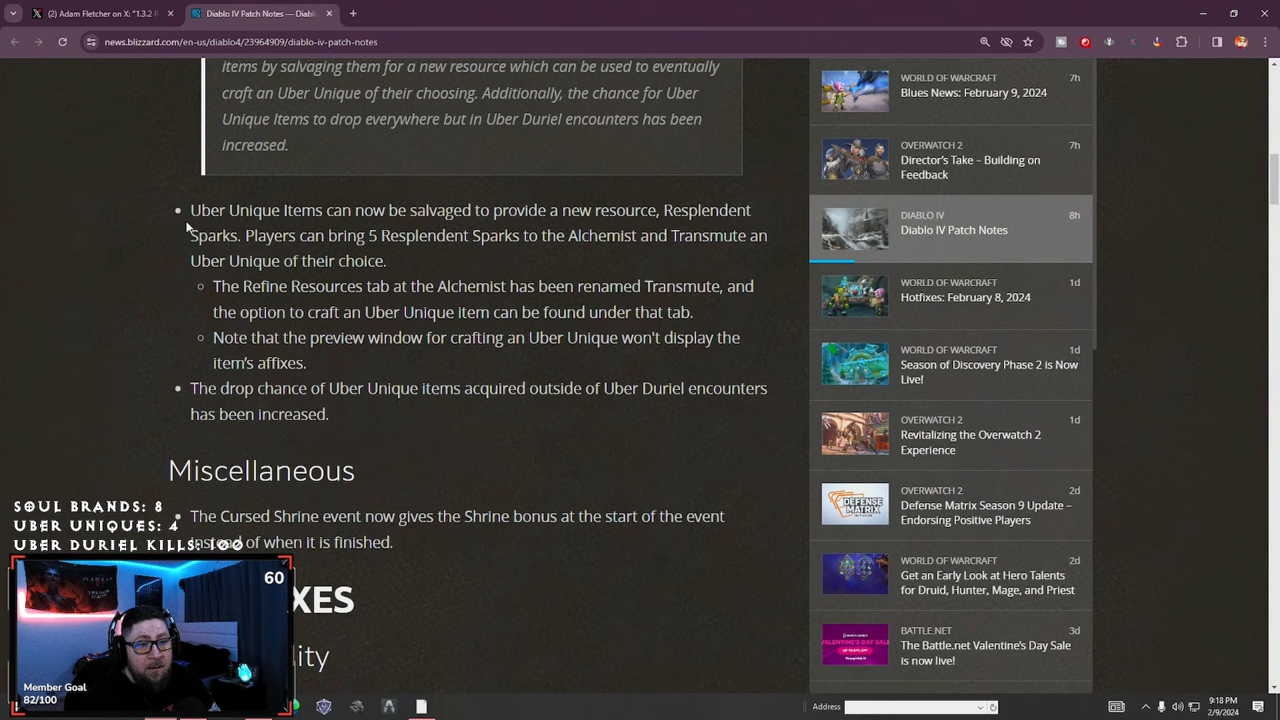 (2) Adam Fletcher on X: "1.3.2 P
Diablo IV Patch Notes — Diablo
news.blizzard.com/en-us/diablo4/23964909/diablo-iv-patch-notes
items by salvaging them for a new resource which can be used to eventually
craft an Uber Unique of their choosing. Additionally, the chance for Uber
Unique Items to drop everywhere but in Uber Duriel encounters has been
increased.
Uber Unique Items can now be salvaged to provide a new resource, Resplendent
Sparks. Players can bring 5 Resplendent Sparks to the Alchemist and Transmute an
Uber Unique of their choice.
The Refine Resources tab at the Alchemist has been renamed Transmute, and
the option to craft an Uber Unique item can be found under that tab.
Note that the preview window for crafting an Uber Unique won't display the
item's affixes.
The drop chance of Uber Unique items acquired outside of Uber Duriel encounters
has been increased.
Miscellaneous
The Cursed Shrine event now gives the Shrine bonus at the start of the event
instead of when it is finished.
XES
lity
SOUL BRANDS: 6
UBER UNIQUES: 4
UBER DURIEL KILLS: 100
60
Member Goal
82/100
WORLD OF WARCRAFT 7h
Blues News: February 9, 2024
OVERWATCH 2 7h
Director's Take – Building on
Feedback
DIABLO IV 8h
Diablo IV Patch Notes
WORLD OF WARCRAFT 1d
Hotfixes: February 8, 2024
WORLD OF WARCRAFT 1d
Season of Discovery Phase 2 is Now
Live!
OVERWATCH 2 1d
Revitalizing the Overwatch 2
Experience
DEFENSE
MATRIX
OVERWATCH 2 2d
Defense Matrix Season 9 Update –
Endorsing Positive Players
WORLD OF WARCRAFT 2d
Get an Early Look at Hero Talents
for Druid, Hunter, Mage, and Priest
VALENTINE'S DAY SALE
BATTLE.NET 3d
The Battle.net Valentine's Day Sale
is now live!
Address
9:18 PM
2/9/2024